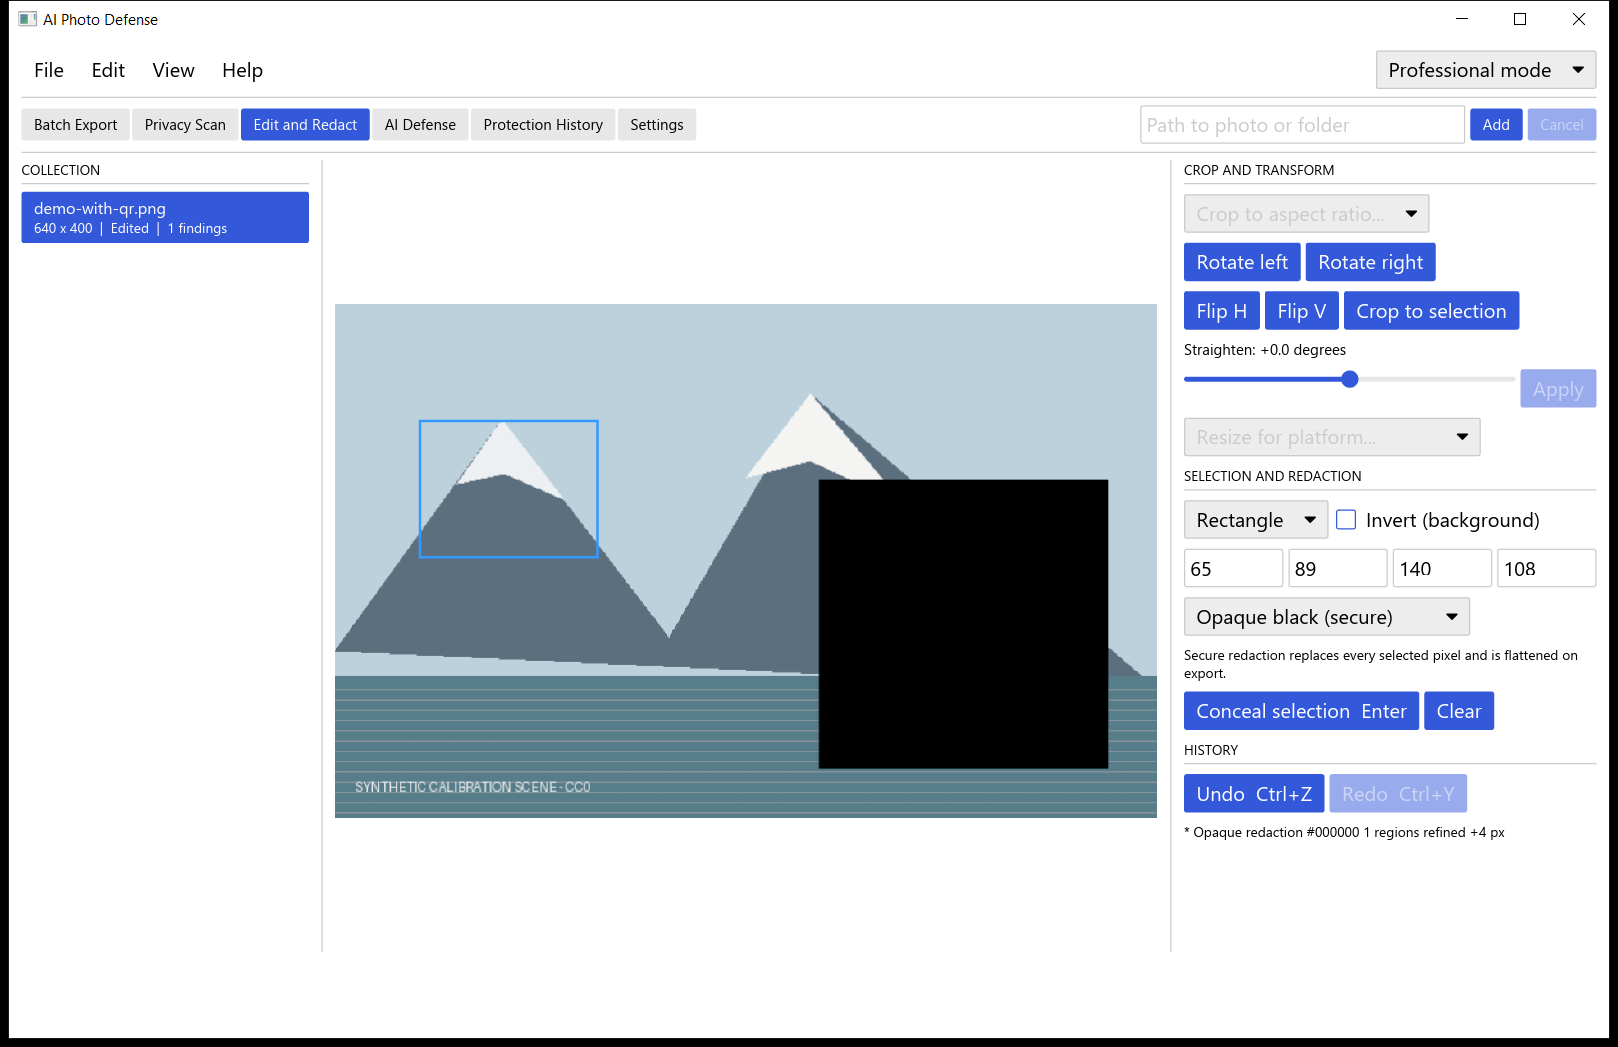 AI Photo Defense
File Edit View Help
Professional mode
Batch Export Privacy Scan Edit and Redact AI Defense Protection History Settings
Path to photo or folder Add Cancel
COLLECTION
demo-with-qr.png
640 x 400 | Edited | 1 findings
SYNTHETIC CALIBRATION SCENE - CC0
CROP AND TRANSFORM
Crop to aspect ratio...
Rotate left Rotate right
Flip H Flip V Crop to selection
Straighten: +0.0 degrees
Apply
Resize for platform...
SELECTION AND REDACTION
Rectangle Invert (background)
65 89 140 108
Opaque black (secure)
Secure redaction replaces every selected pixel and is flattened on
export.
Conceal selection Enter Clear
HISTORY
Undo Ctrl+Z Redo Ctrl+Y
* Opaque redaction #000000 1 regions refined +4 px